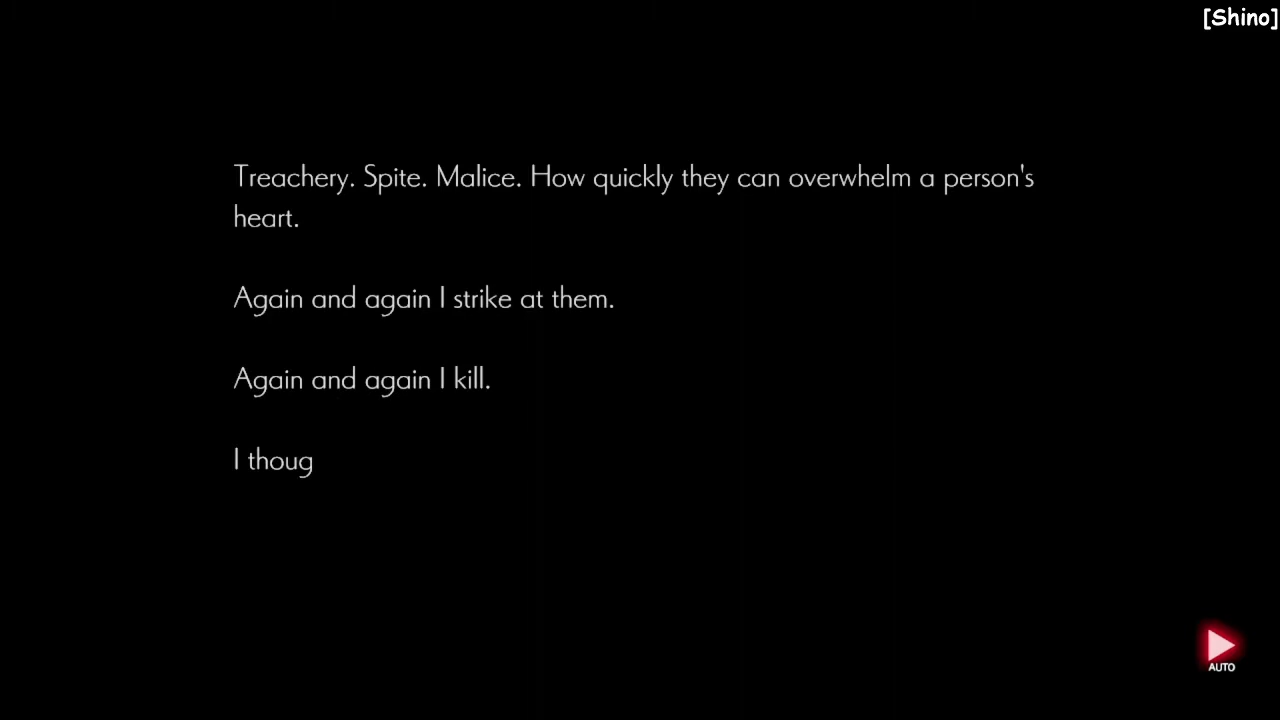 [Shino]
Treachery. Spite. Malice. How quickly they can overwhelm a person's
heart.
Again and again I strike at them.
Again and again I kill.
I thoug
AUTO